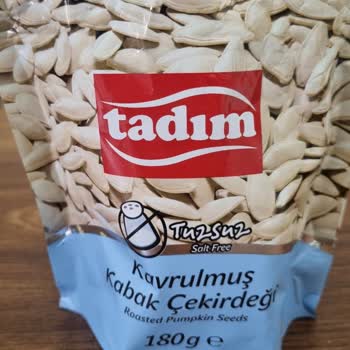 tadım
Tuzsuz
Salt Free
Kavrulmuş
Kabak Çekirdeği
Roasted Pumpkin Seeds
180g e